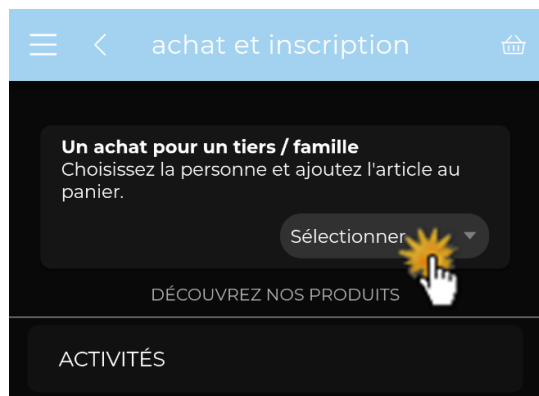 achat et inscription
Un achat pour un tiers / famille
Choisissez la personne et ajoutez l'article au
panier.
Sélectionner
DÉCOUVREZ NOS PRODUITS
ACTIVITÉS